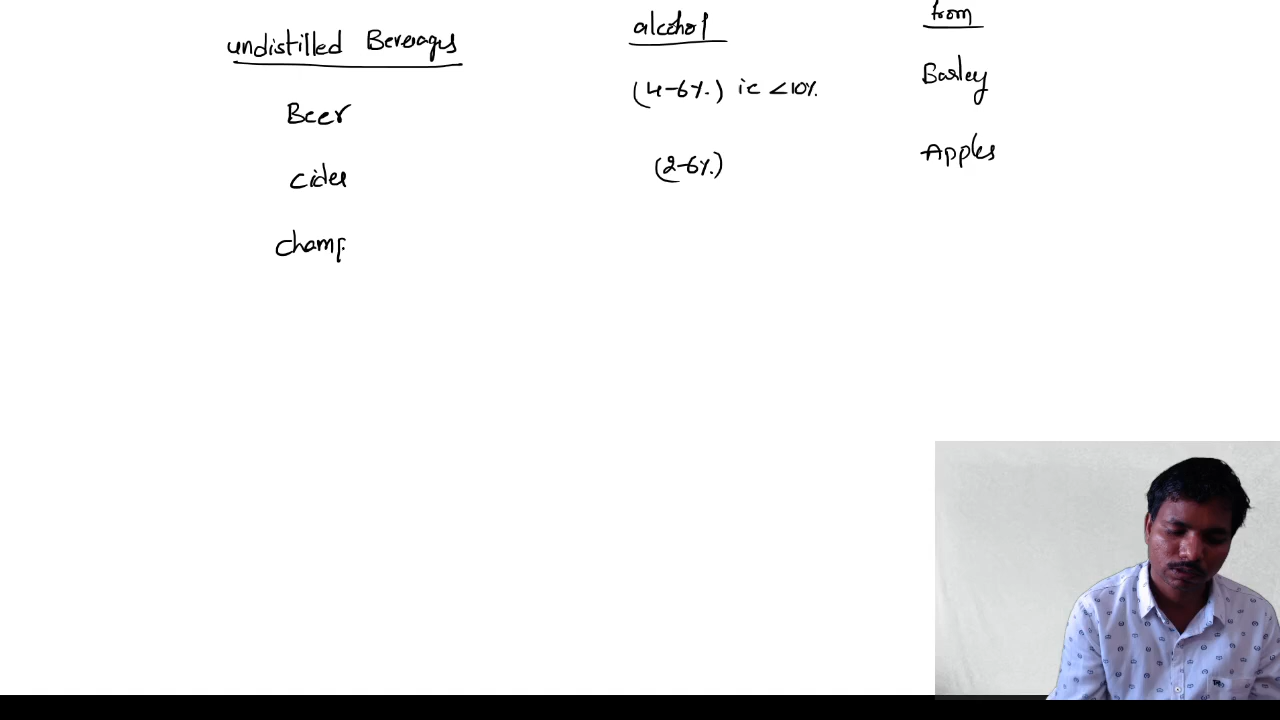 undistilled Beverages alcohol from
Beer (4-6%.) ie <10%. Barley
Cider (2-6%.) Apples
champ